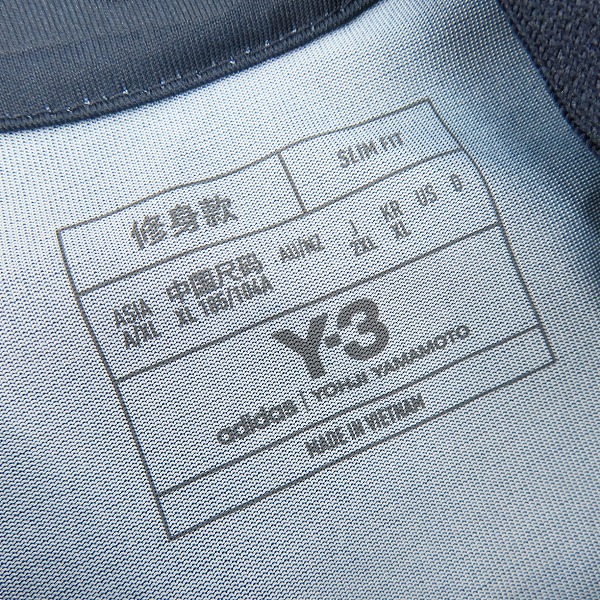 修身款 SLIM FIT
ASIA 中國尺码 AU/NZ J KR US D
A/XL XL 185/104A 2XL XL
Y-3
adidas | YOHJI YAMAMOTO
MADE IN VIETNAM